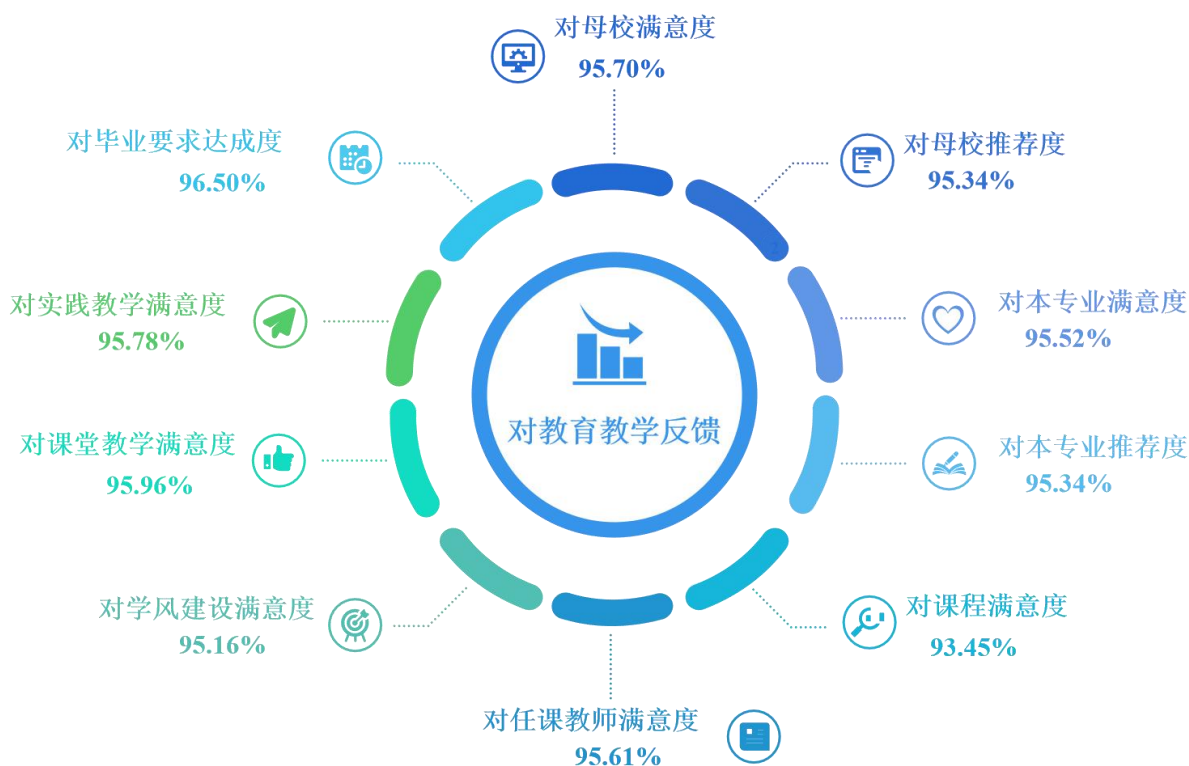 对母校满意度
95.70%
对母校推荐度
95.34%
对本专业满意度
95.52%
对本专业推荐度
95.34%
对课程满意度
93.45%
对任课教师满意度
95.61%
对学风建设满意度
95.16%
对课堂教学满意度
95.96%
对实践教学满意度
95.78%
对毕业要求达成度
96.50%
对教育教学反馈